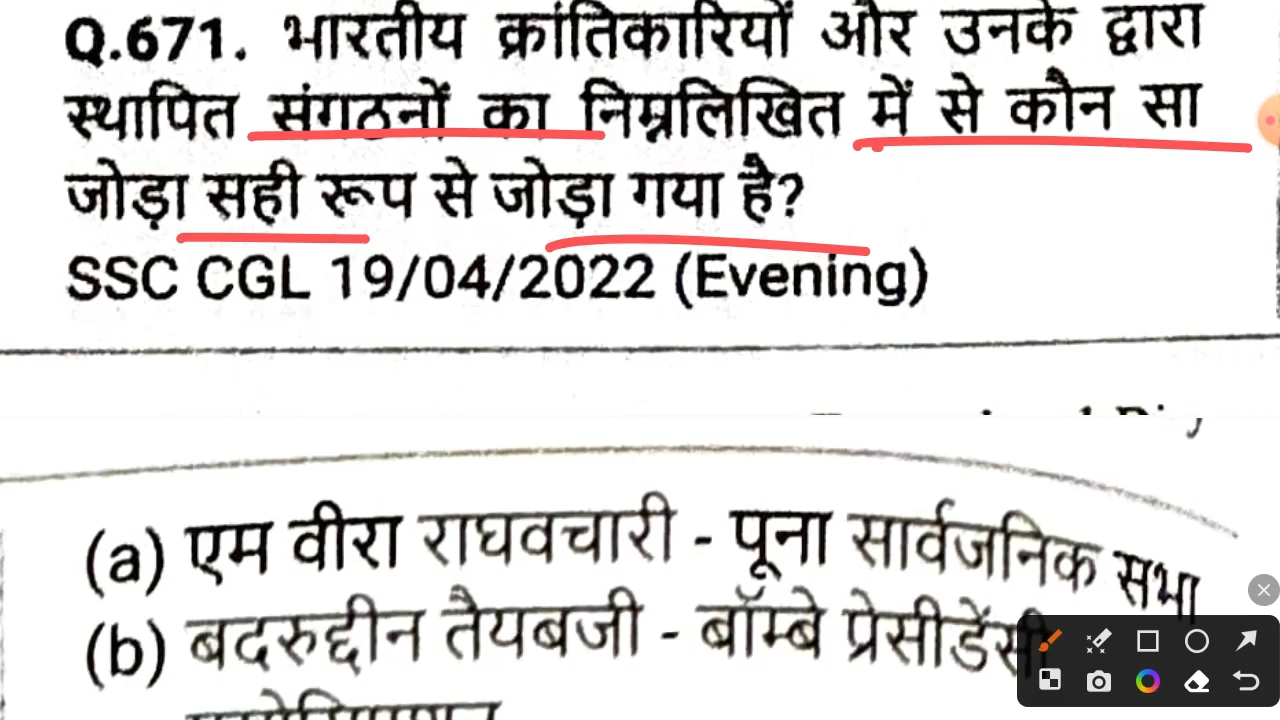 Q.671. भारतीय क्रांतिकारियों और उनके द्वारा
स्थापित संगठनों का निम्नलिखित में से कौन सा
जोड़ा सही रूप से जोड़ा गया है?
SSC CGL 19/04/2022 (Evening)
(a) एम वीरा राघवचारी - पूना सार्वजनिक सभा
(b) बदरुद्दीन तैयबजी - बॉम्बे प्रेसीडेंसी